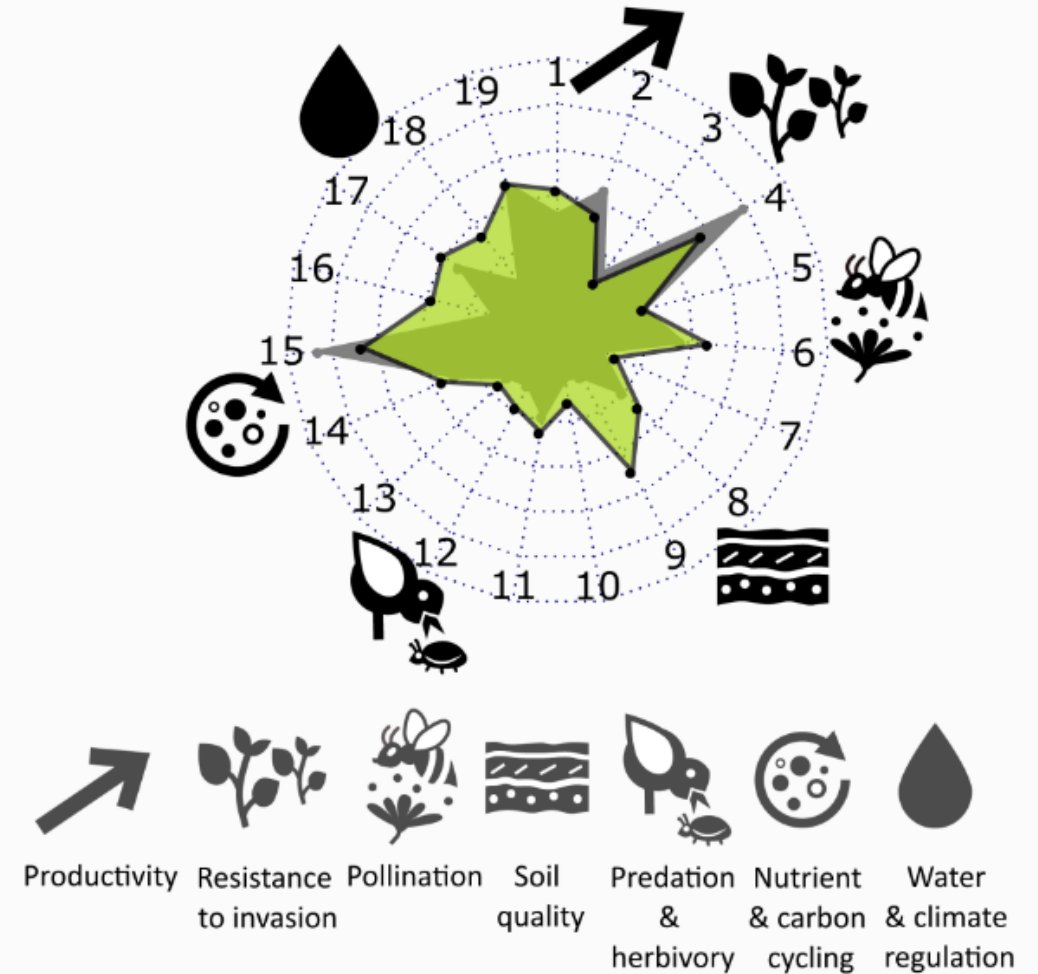 1
2
3
4
5
6
7
8
9
10
11
12
13
14
15
16
17
18
19
Productivity
Resistance
to invasion
Pollination
Soil
quality
Predation
&
herbivory
Nutrient
& carbon
cycling
Water
& climate
regulation